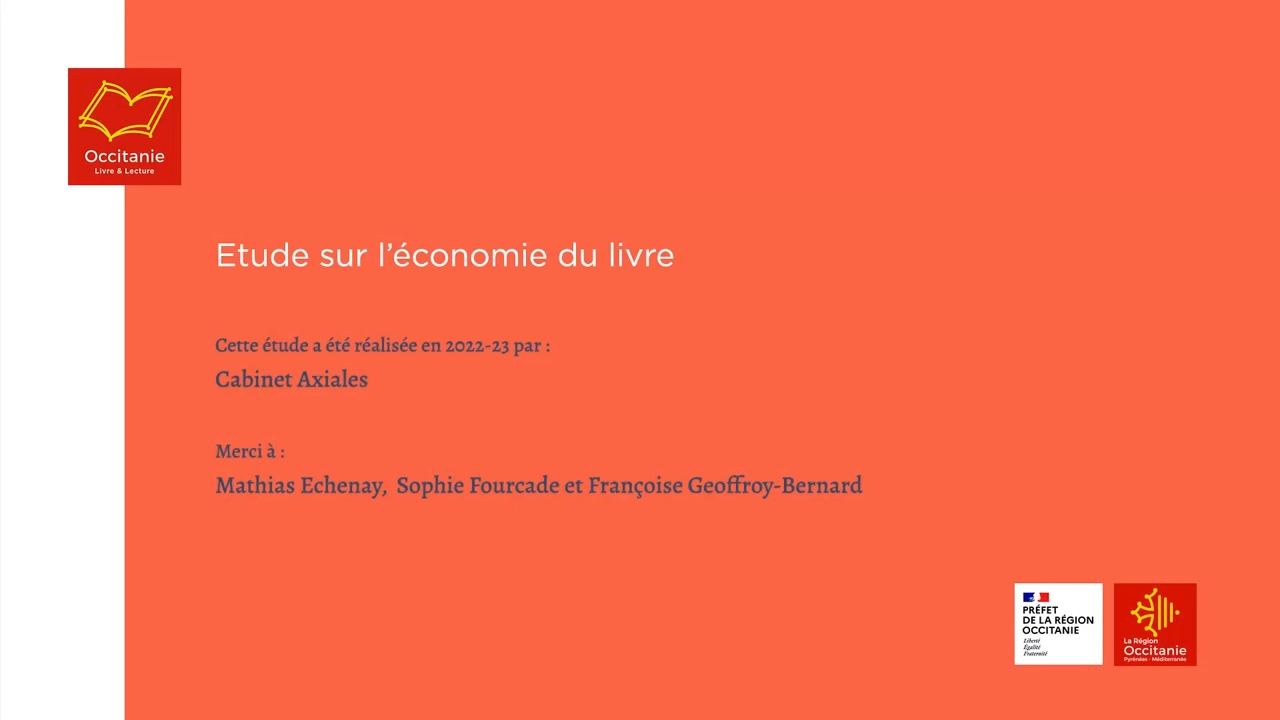 Occitanie
Livre & Lecture
Etude sur l'économie du livre
Cette étude a été réalisée en 2022-23 par :
Cabinet Axiales
Merci à :
Mathias Echenay, Sophie Fourcade et Françoise Geoffroy-Bernard
PRÉFET
DE LA RÉGION
OCCITANIE
Liberté
Égalité
Fraternité
La Région
Occitanie
Pyrénées - Méditerranée